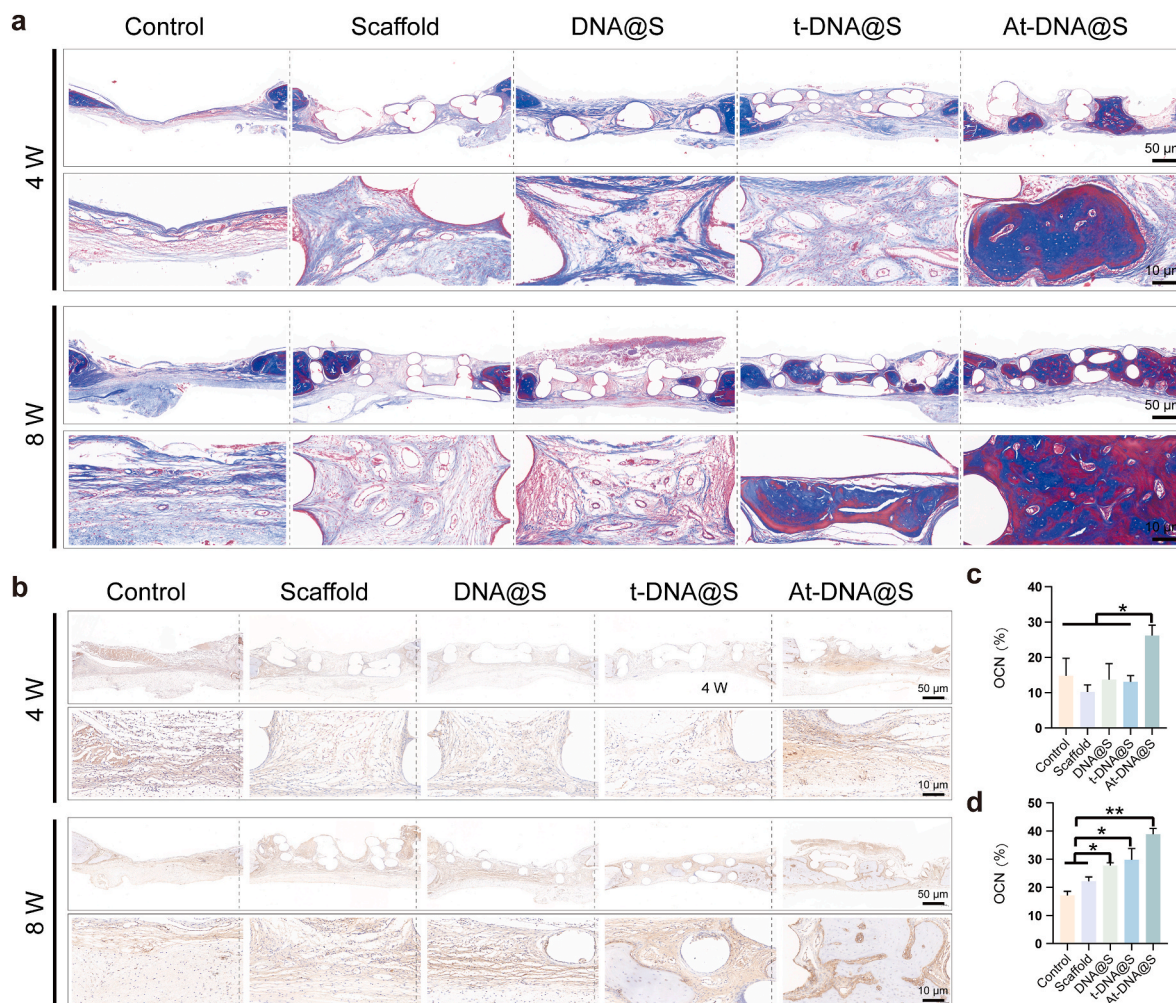 a
Control Scaffold DNA@S t-DNA@S At-DNA@S
4 W
50 µm
10 µm
8 W
50 µm
10 µm
b
Control Scaffold DNA@S t-DNA@S At-DNA@S
4 W
4 W
50 µm
10 µm
8 W
50 µm
10 µm
c
40
30
20
10
0
OCN (%)
*
Control
Scaffold
DNA@S
t-DNA@S
At-DNA@S
d
50
40
30
20
10
0
OCN (%)
**
*
*
Control
Scaffold
DNA@S
t-DNA@S
At-DNA@S